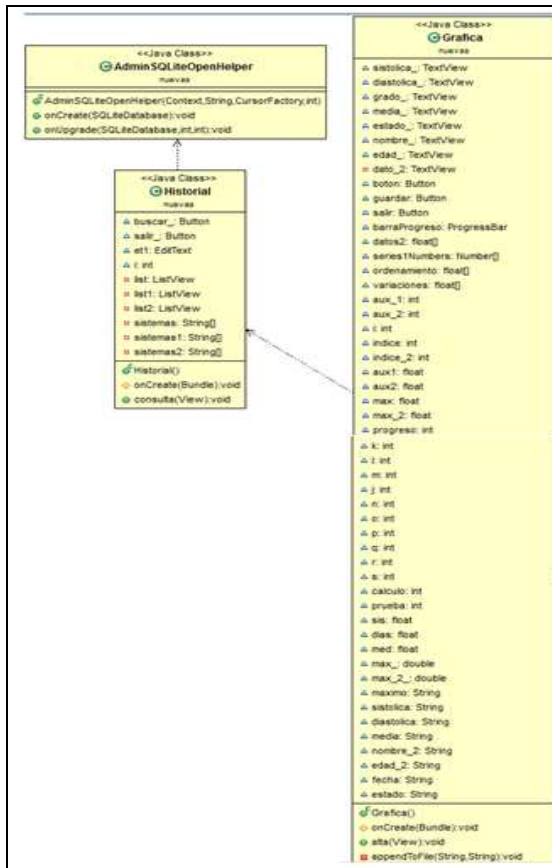 <<Java Class>>
AdminSQLiteOpenHelper
nuevas
AdminSQLiteOpenHelper(Context,String,CursorFactory,int)
onCreate(SQLiteDatabase):void
onUpgrade(SQLiteDatabase,int,int):void
<<Java Class>>
Historial
nuevas
buscar_: Button
salir_: Button
et1: EditText
i: int
list: ListView
list1: ListView
list2: ListView
sistemas: String[]
sistemas1: String[]
sistemas2: String[]
Historial()
onCreate(Bundle):void
consulta(View):void
<<Java Class>>
Grafica
nuevas
sistolica_: TextView
diastolica_: TextView
grado_: TextView
media_: TextView
estado_: TextView
nombre_: TextView
edad_: TextView
dato_2: TextView
boton: Button
guardar: Button
salir: Button
barraProgreso: ProgressBar
datos2: float[]
series1Numbers: Number[]
ordenamiento: float[]
variaciones: float[]
aux_1: int
aux_2: int
i: int
indice: int
indice_2: int
aux1: float
aux2: float
max: float
max_2: float
progreso: int
k: int
l: int
m: int
j: int
n: int
o: int
p: int
q: int
r: int
s: int
calculo: int
prueba: int
sis: float
dias: float
med: float
max_: double
max_2_: double
maximo: String
sistolica: String
diastolica: String
media: String
nombre_2: String
edad_2: String
fecha: String
estado: String
Grafica()
onCreate(Bundle):void
alta(View):void
appendToFile(String,String):void